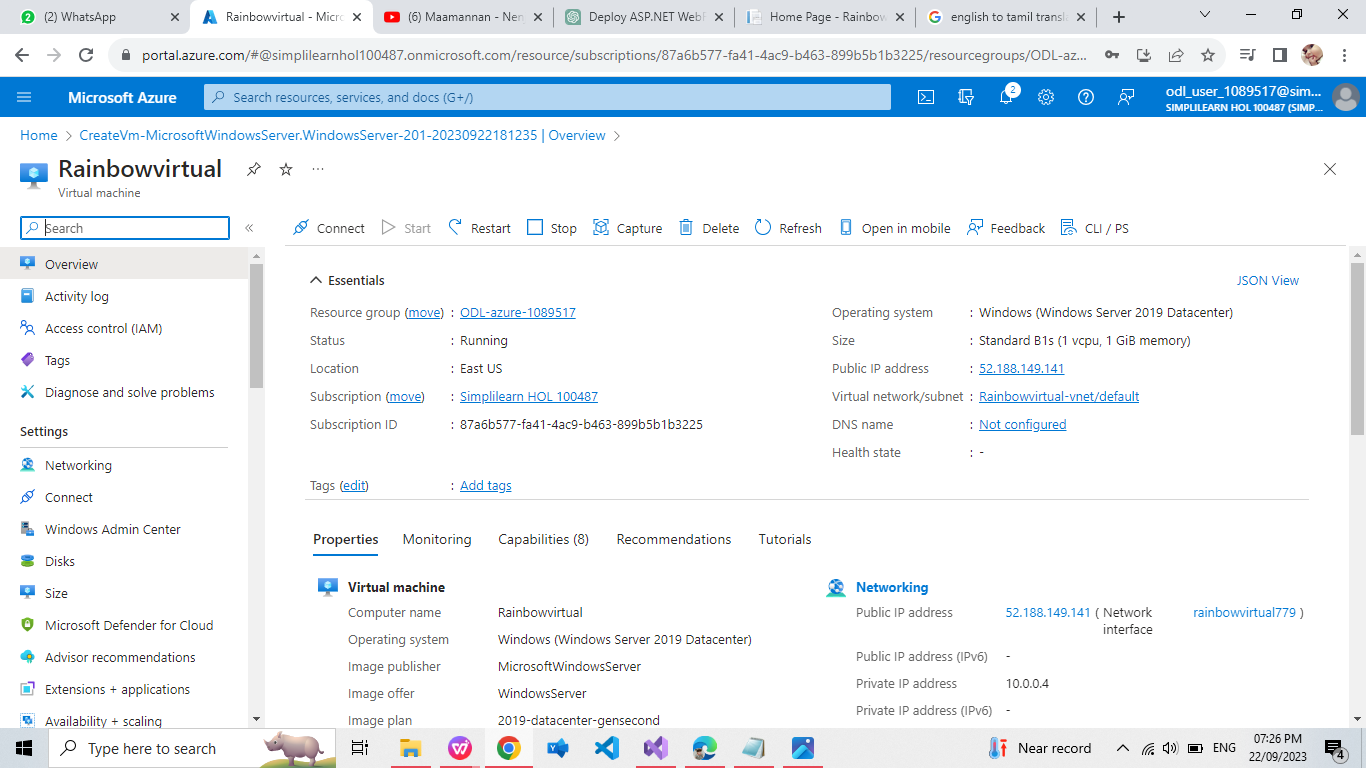 (2) WhatsApp
Rainbowvirtual - Micr
(6) Maamannan - Nen
Deploy ASP.NET WebF
Home Page - Rainbow
english to tamil transla
portal.azure.com/#@simplilearnhol100487.onmicrosoft.com/resource/subscriptions/87a6b577-fa41-4ac9-b463-899b5b1b3225/resourcegroups/ODL-az...
Microsoft Azure
Search resources, services, and docs (G+/)
2
odl_user_1089517@sim...
SIMPLILEARN HOL 100487 (SIMP...
Home > CreateVm-MicrosoftWindowsServer.WindowsServer-201-20230922181235 | Overview >
Rainbowvirtual
Virtual machine
Search
«
Connect Start Restart Stop Capture Delete Refresh Open in mobile Feedback CLI / PS
Overview
Activity log
Access control (IAM)
Tags
Diagnose and solve problems
Settings
Networking
Connect
Windows Admin Center
Disks
Size
Microsoft Defender for Cloud
Advisor recommendations
Extensions + applications
Availability + scaling
Essentials
JSON View
Resource group (move) : ODL-azure-1089517
Status : Running
Location : East US
Subscription (move) : Simplilearn HOL 100487
Subscription ID : 87a6b577-fa41-4ac9-b463-899b5b1b3225
Operating system : Windows (Windows Server 2019 Datacenter)
Size : Standard B1s (1 vcpu, 1 GiB memory)
Public IP address : 52.188.149.141
Virtual network/subnet : Rainbowvirtual-vnet/default
DNS name : Not configured
Health state : -
Tags (edit) : Add tags
Properties Monitoring Capabilities (8) Recommendations Tutorials
Virtual machine
Computer name Rainbowvirtual
Operating system Windows (Windows Server 2019 Datacenter)
Image publisher MicrosoftWindowsServer
Image offer WindowsServer
Image plan 2019-datacenter-gensecond
Networking
Public IP address 52.188.149.141 ( Network interface rainbowvirtual779 )
Public IP address (IPv6) -
Private IP address 10.0.0.4
Private IP address (IPv6) -
Type here to search
Near record
ENG
07:26 PM
22/09/2023
4